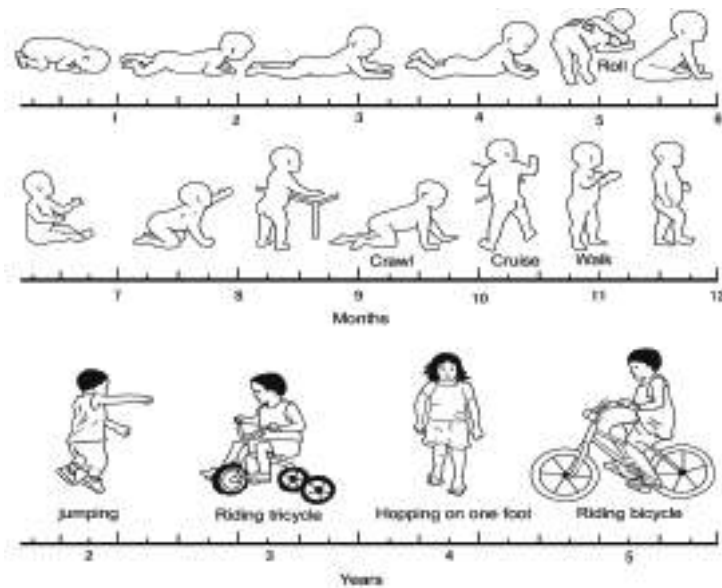 Roll
1 2 3 4 5 6
Crawl Cruise Walk
7 8 9 10 11 12
Months
jumping Riding tricycle Hopping on one foot Riding bicycle
2 3 4 5
Years